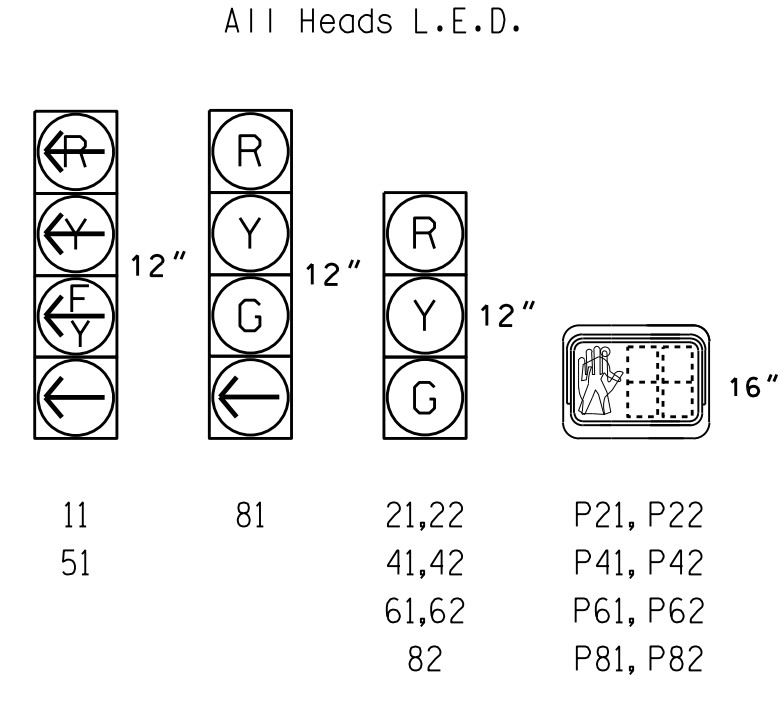 All Heads L.E.D.
R
Y
F
Y
12"
R
Y
G
12"
R
Y
G
12"
16"
11 81 21,22 P21, P22
51 41,42 P41, P42
61,62 P61, P62
82 P81, P82